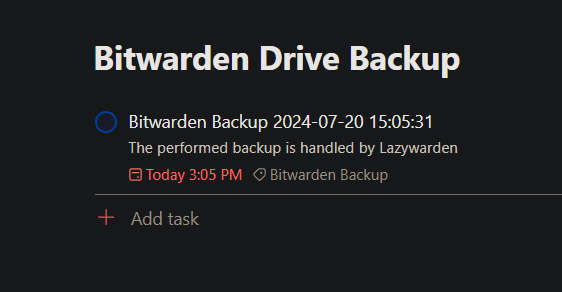 Bitwarden Drive Backup
Bitwarden Backup 2024-07-20 15:05:31
The performed backup is handled by Lazywarden
Today 3:05 PM Bitwarden Backup
Add task